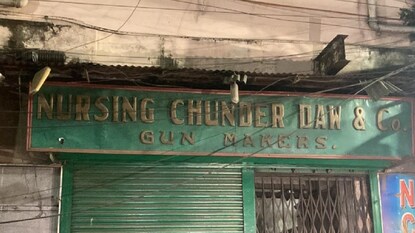 NURSING CHUNDER DAW & Co.
GUN MAKERS.
N